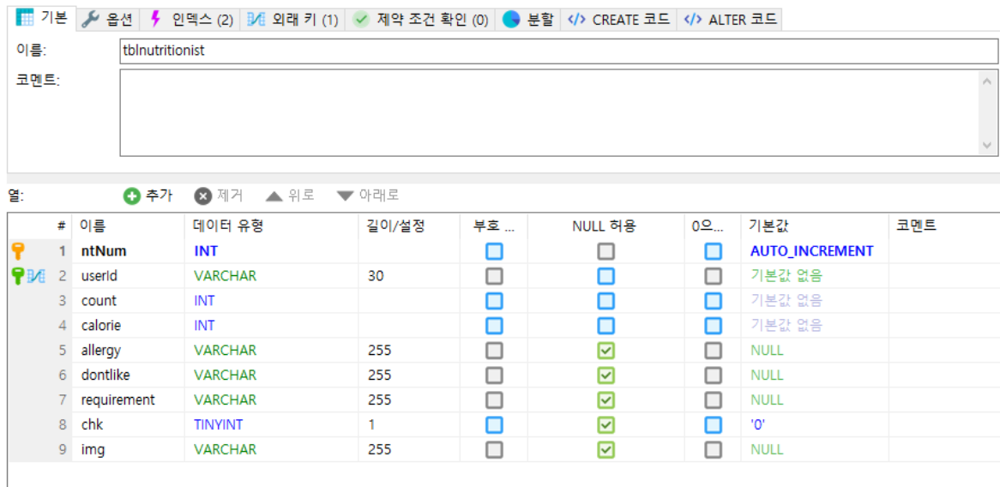 기본 옵션 인덱스 (2) 외래 키 (1) 제약 조건 확인 (0) 분할 </> CREATE 코드 </> ALTER 코드
이름: tblnutritionist
코멘트:
열: 추가 제거 위로 아래로
# 이름 데이터 유형 길이/설정 부호 ... NULL 허용 0으... 기본값 코멘트
1 ntNum INT AUTO_INCREMENT
2 userId VARCHAR 30 기본값 없음
3 count INT 기본값 없음
4 calorie INT 기본값 없음
5 allergy VARCHAR 255 NULL
6 dontlike VARCHAR 255 NULL
7 requirement VARCHAR 255 NULL
8 chk TINYINT 1 '0'
9 img VARCHAR 255 NULL